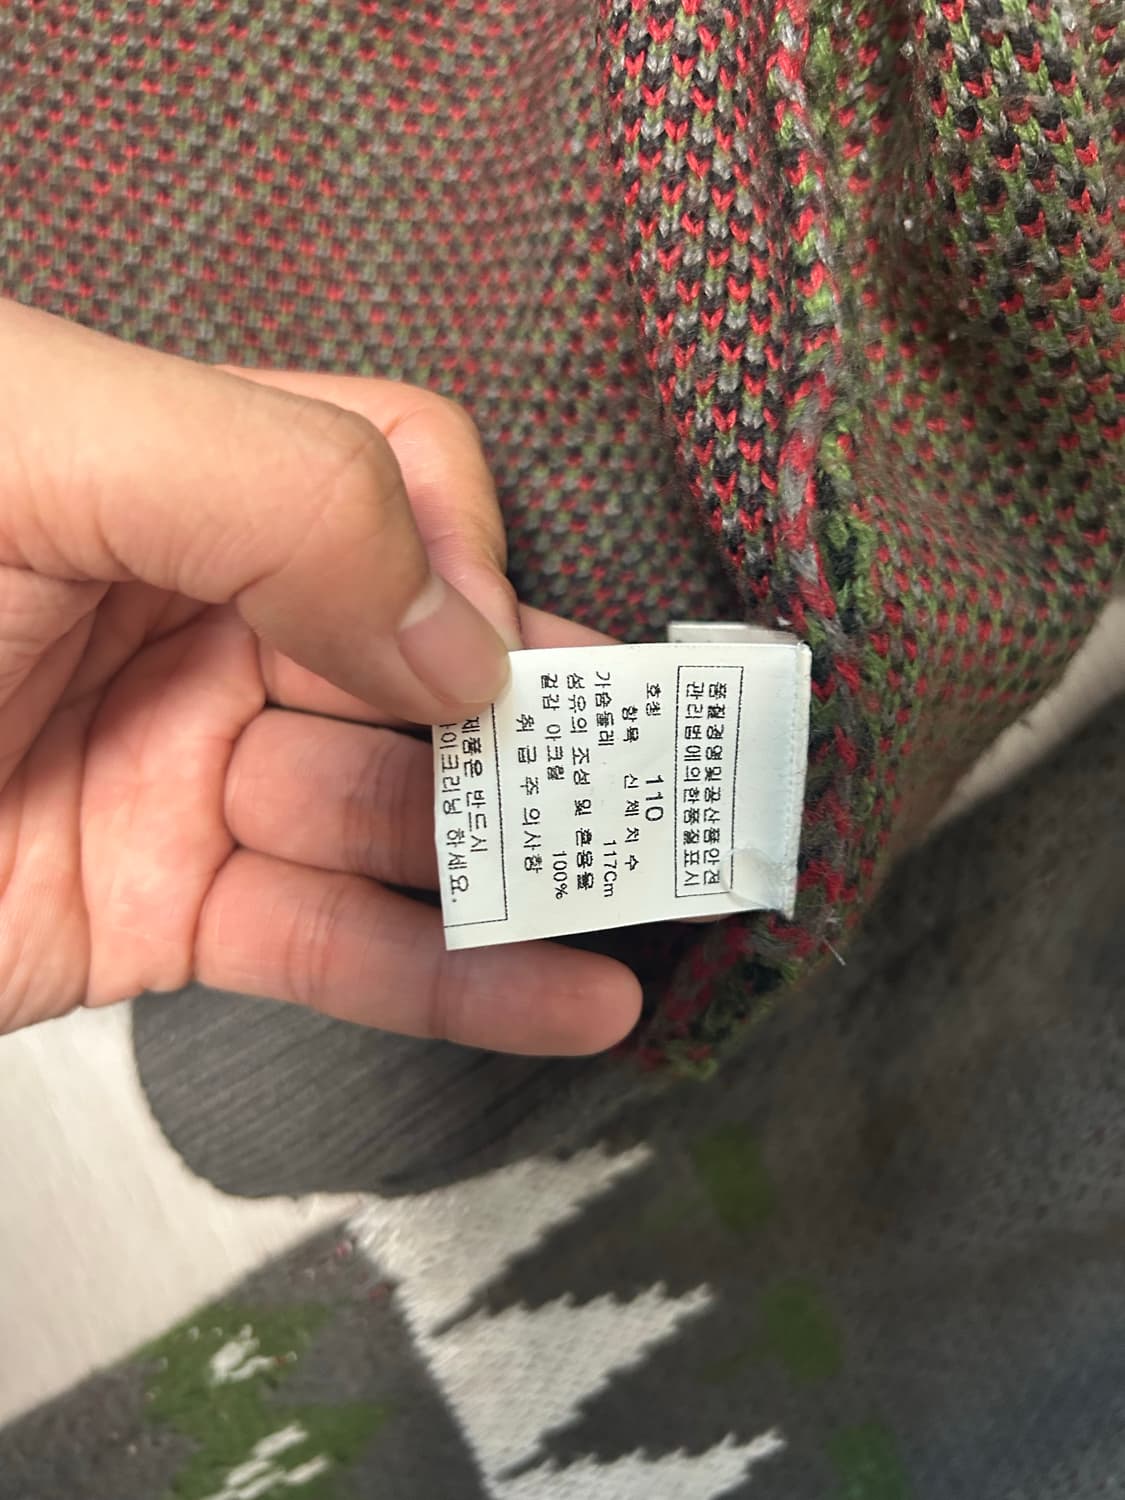 품질경영및공산품안전
관리법에의한품질표시
호칭 110
항목 신체치수
가슴둘레 117Cm
섬유의 조성 및 혼용율
겉감 아크릴 100%
취급주의사항
제품은 반드시
라이크리닝 하세요.